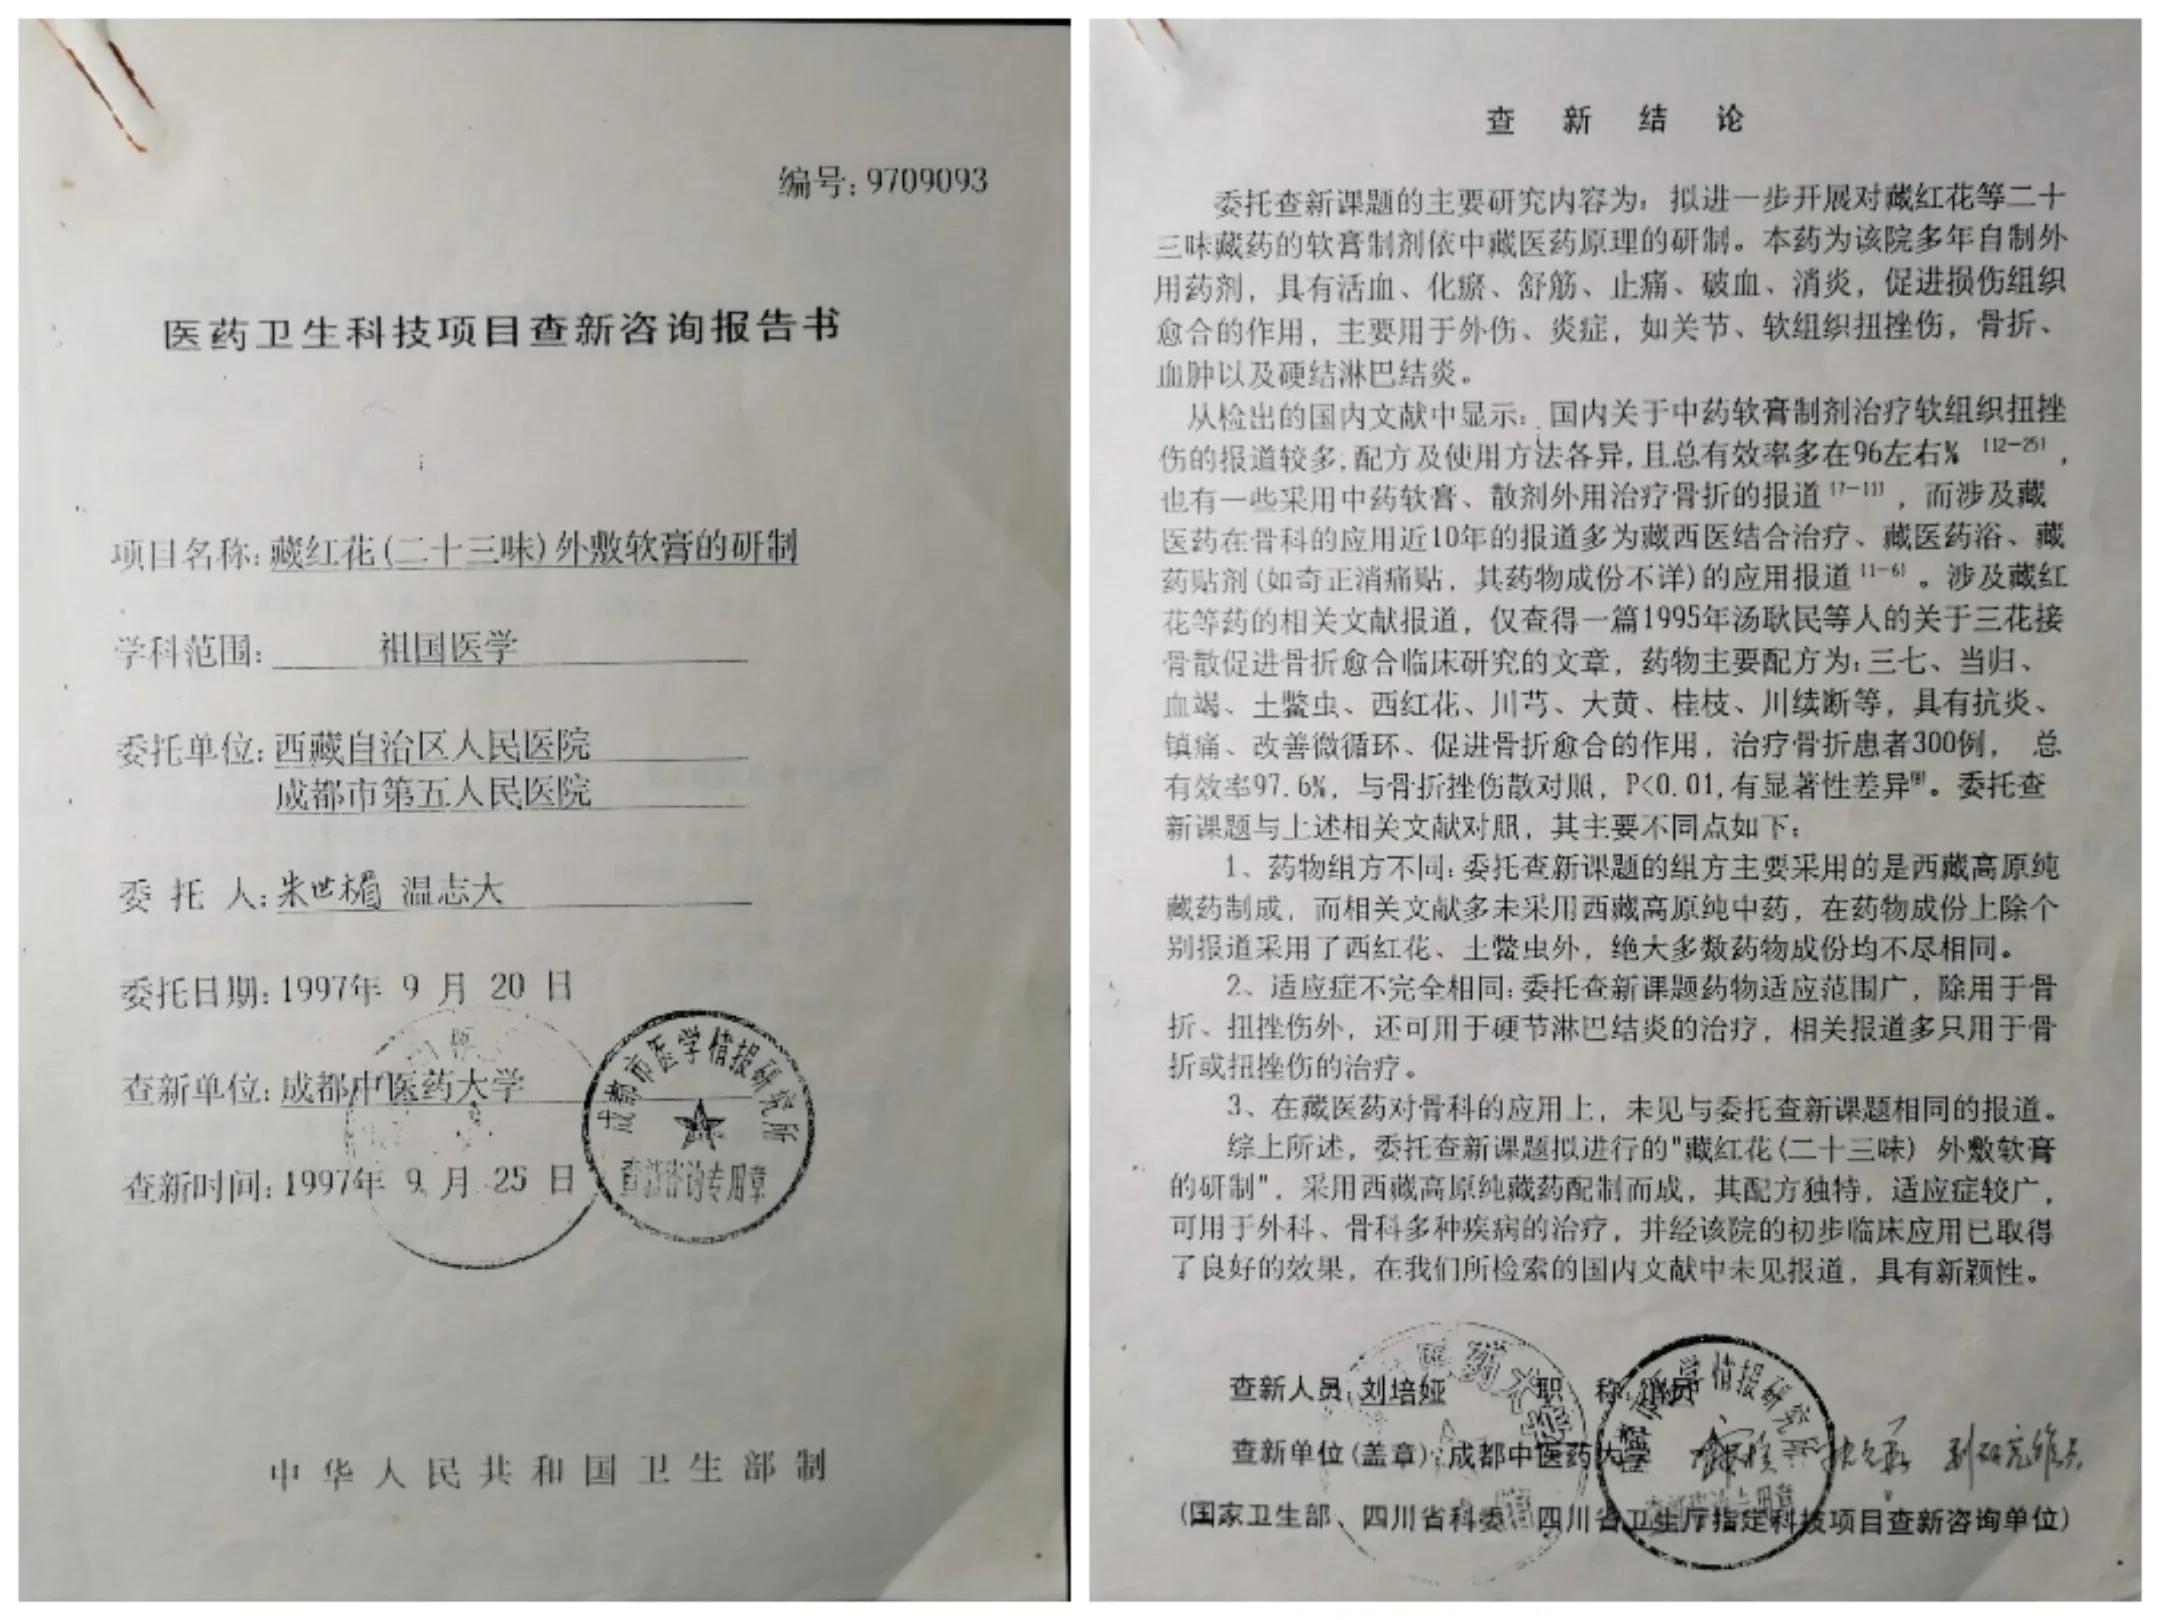 编号：9709093
医药卫生科技项目查新咨询报告书
项目名称：藏红花(二十三味)外敷软膏的研制
学科范围：祖国医学
委托单位：西藏自治区人民医院
成都市第五人民医院
委 托 人：朱世楣 温志大
委托日期：1997年 9 月 20 日
查新单位：成都中医药大学
查新时间：1997年 9 月 25 日
成都市医学情报研究所
查新咨询专用章
中华人民共和国卫生部制
查 新 结 论
委托查新课题的主要研究内容为：拟进一步开展对藏红花等二十
三味藏药的软膏制剂依中藏医药原理的研制。本药为该院多年自制外
用药剂，具有活血、化瘀、舒筋、止痛、破血、消炎，促进损伤组织
愈合的作用，主要用于外伤、炎症，如关节、软组织扭挫伤，骨折、
血肿以及硬结淋巴结炎。
从检出的国内文献中显示：国内关于中药软膏制剂治疗软组织扭挫
伤的报道较多,配方及使用方法各异,且总有效率多在96左右% [12-25]，
也有一些采用中药软膏、散剂外用治疗骨折的报道 [7-11]，而涉及藏
医药在骨科的应用近10年的报道多为藏西医结合治疗、藏医药浴、藏
药贴剂(如奇正消痛贴，其药物成份不详)的应用报道 [1-6]。涉及藏红
花等药的相关文献报道，仅查得一篇1995年汤耿民等人的关于三花接
骨散促进骨折愈合临床研究的文章，药物主要配方为：三七、当归、
血竭、土鳖虫、西红花、川芎、大黄、桂枝、川续断等，具有抗炎、
镇痛、改善微循环、促进骨折愈合的作用，治疗骨折患者300例， 总
有效率97.6%，与骨折挫伤散对照，P<0.01,有显著性差异。委托查
新课题与上述相关文献对照，其主要不同点如下：
1、药物组方不同：委托查新课题的组方主要采用的是西藏高原纯
藏药制成，而相关文献多未采用西藏高原纯中药，在药物成份上除个
别报道采用了西红花、土鳖虫外，绝大多数药物成份均不尽相同。
2、适应症不完全相同：委托查新课题药物适应范围广，除用于骨
折、扭挫伤外，还可用于硬节淋巴结炎的治疗，相关报道多只用于骨
折或扭挫伤的治疗。
3、在藏医药对骨科的应用上，未见与委托查新课题相同的报道。
综上所述，委托查新课题拟进行的"藏红花(二十三味) 外敷软膏
的研制"，采用西藏高原纯藏药配制而成，其配方独特，适应症较广，
可用于外科、骨科多种疾病的治疗，并经该院的初步临床应用已取得
了良好的效果，在我们所检索的国内文献中未见报道，具有新颖性。
查新人员：刘培娅 职 称：
查新单位(盖章)：成都中医药大学
(国家卫生部、四川省科委、四川省卫生厅指定科技项目查新咨询单位)